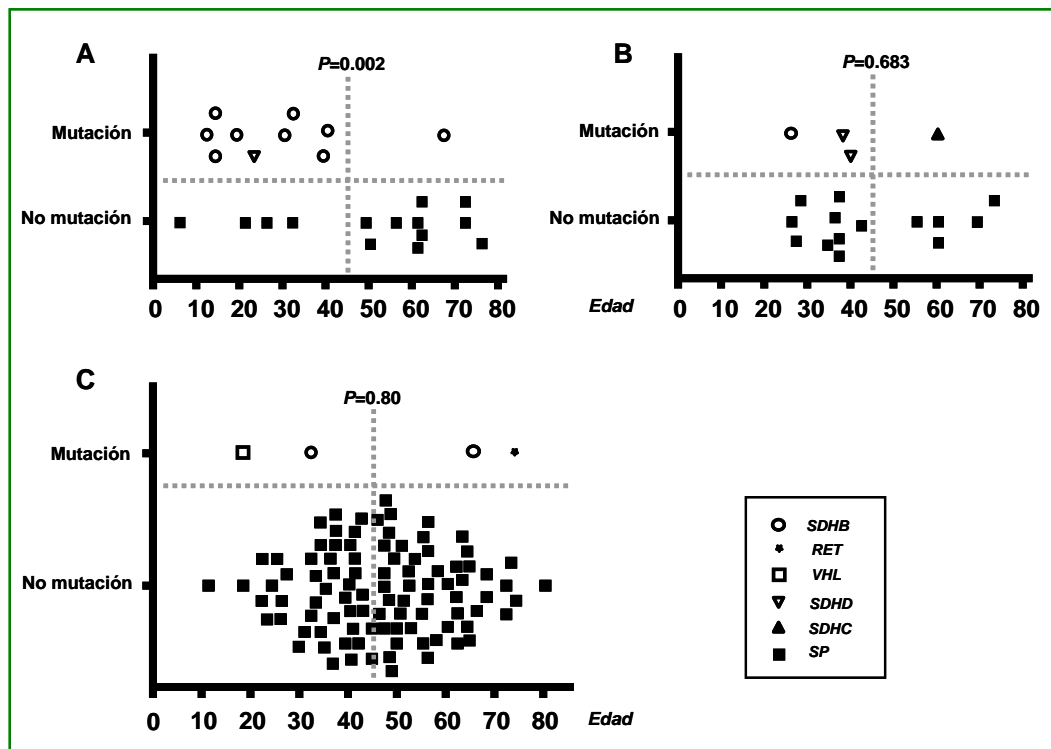 A
P=0.002
Mutación
No mutación
0 10 20 30 40 50 60 70 80
Edad
B
P=0.683
Mutación
No mutación
0 10 20 30 40 50 60 70 80
C
P=0.80
Mutación
No mutación
0 10 20 30 40 50 60 70 80
Edad
SDHB
RET
VHL
SDHD
SDHC
SP